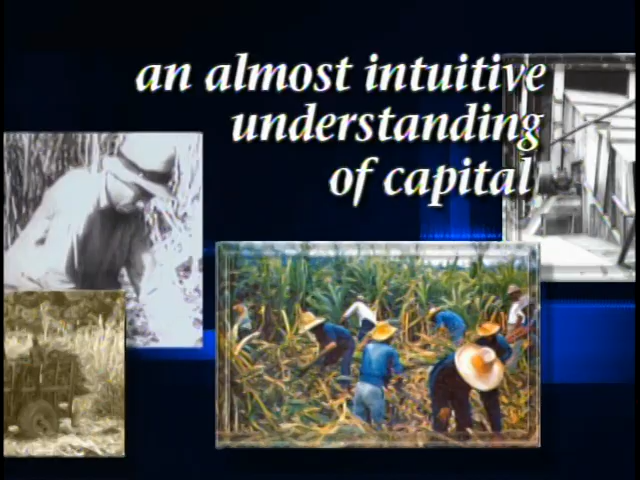 an almost intuitive
understanding
of capital